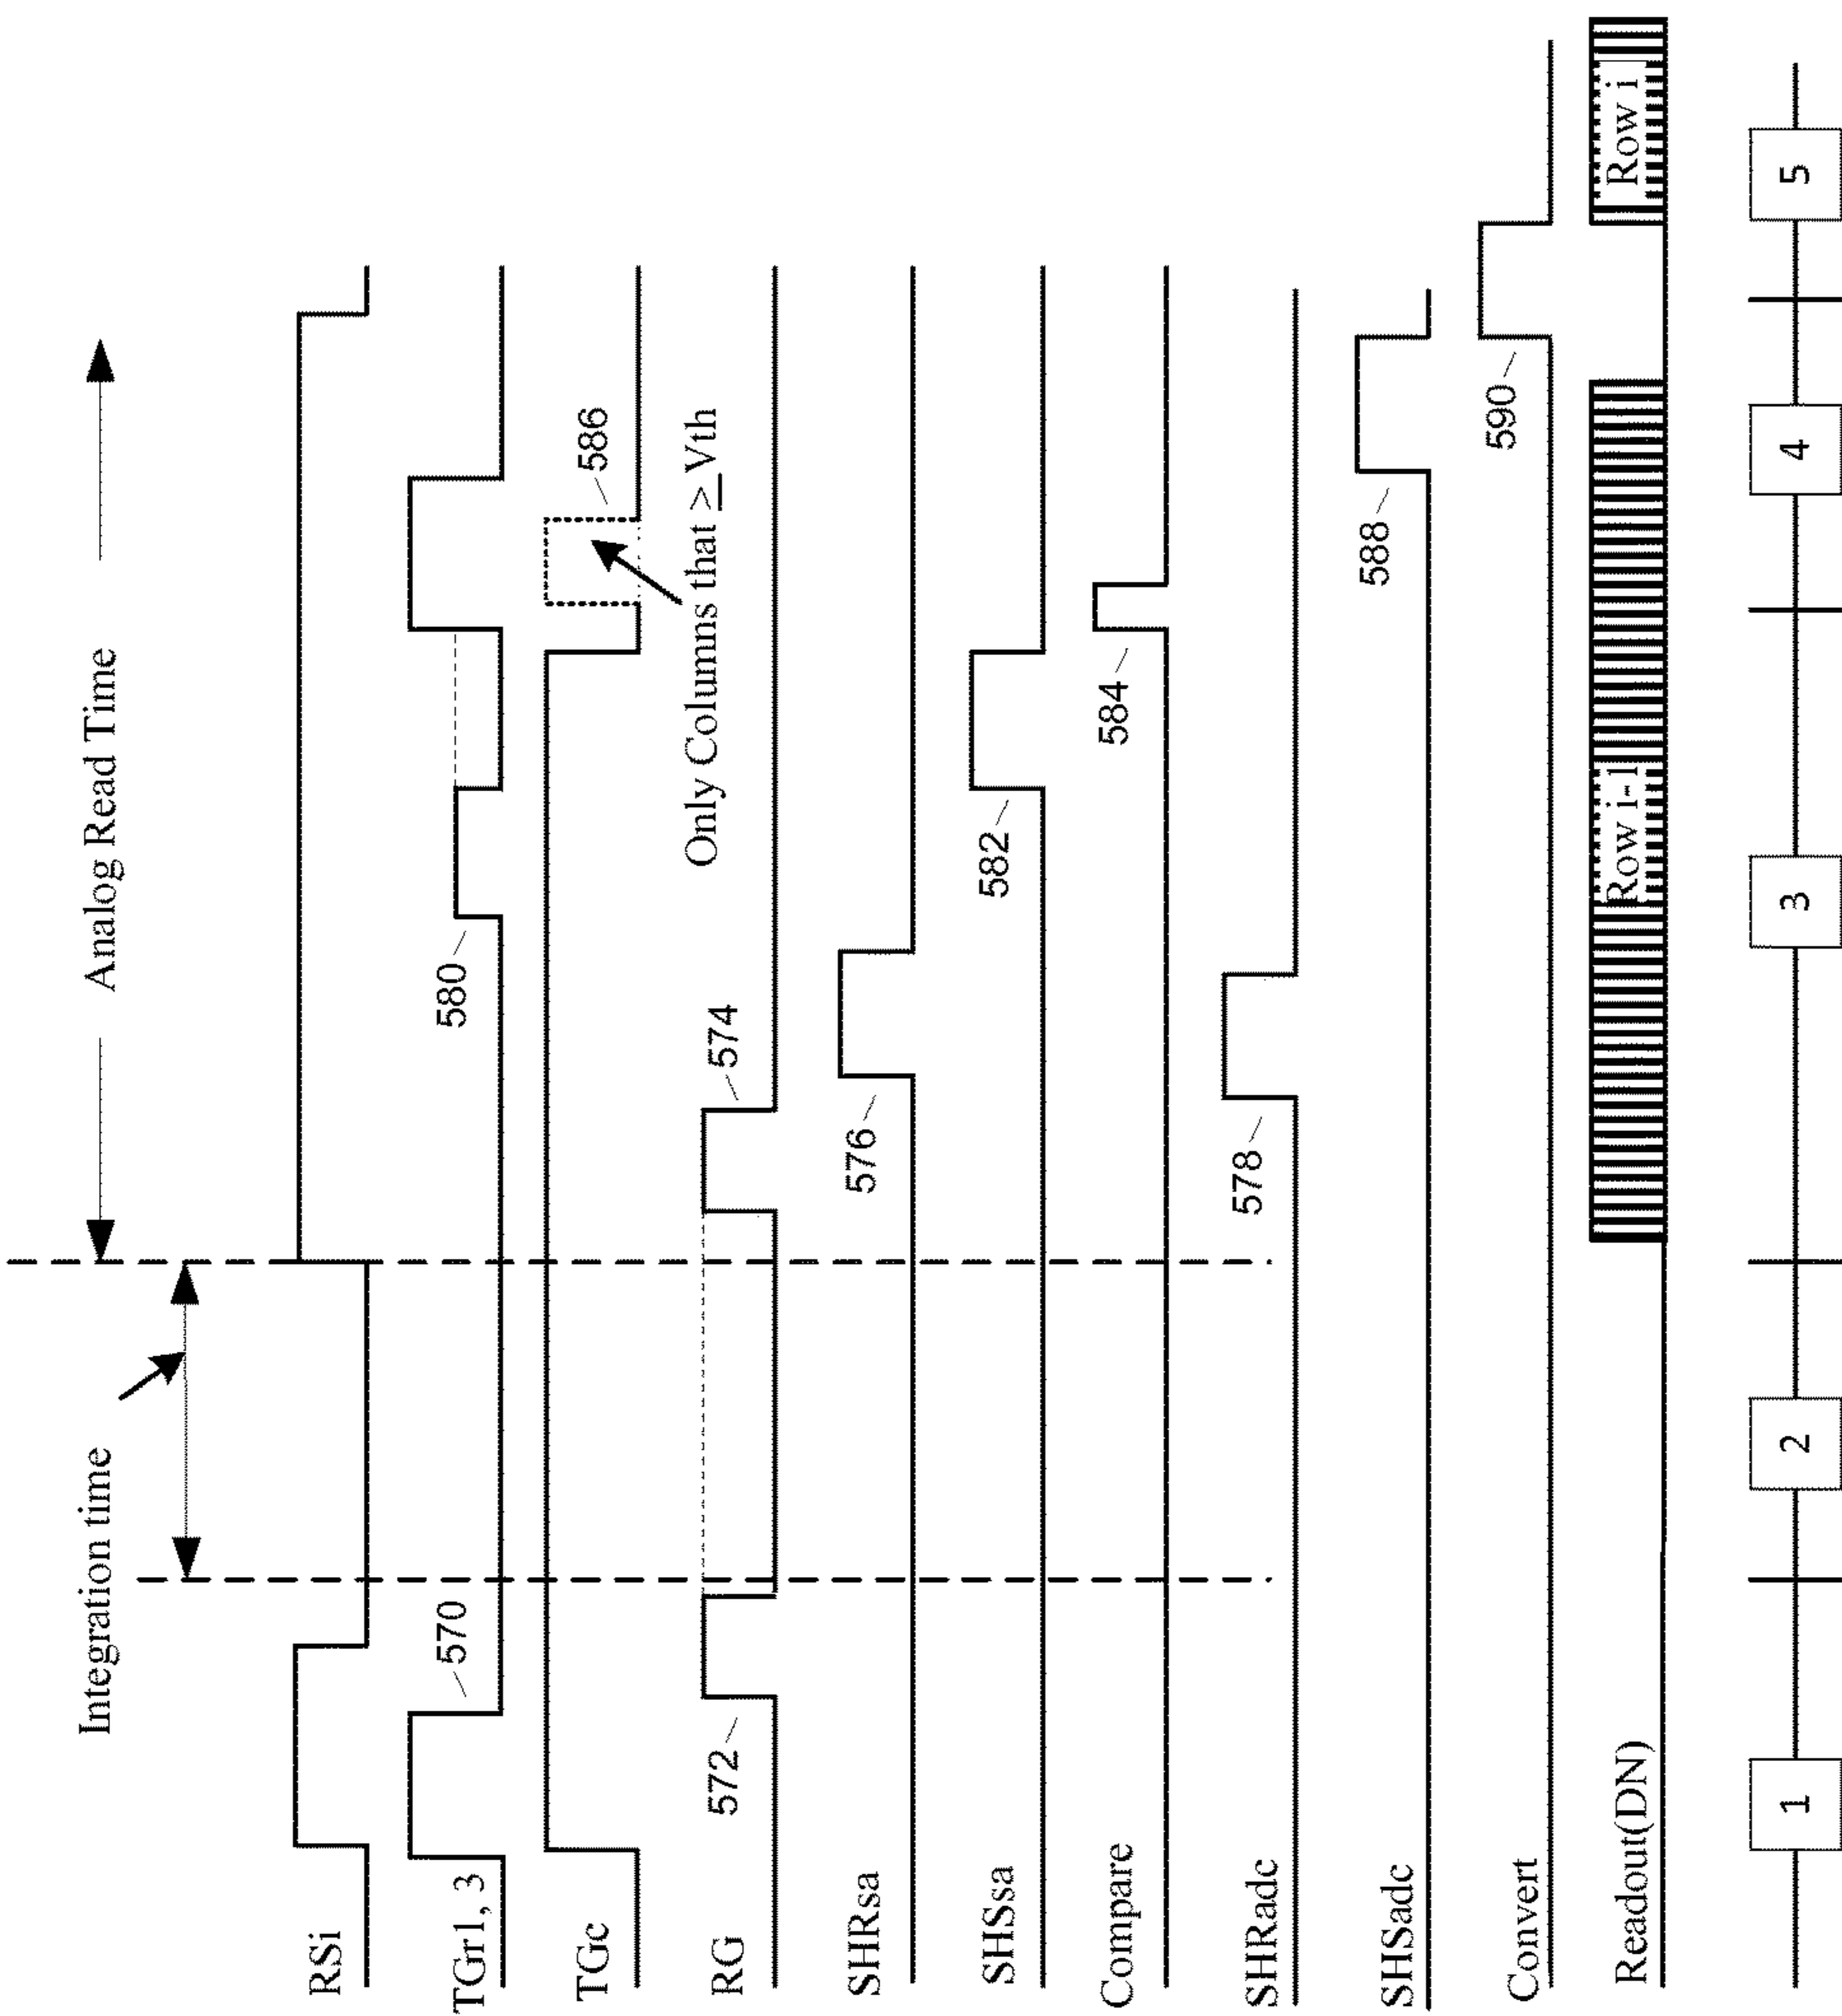 Integration time
Analog Read Time
RSi
TGr1, 3
570
580
TGc
586
Only Columns that ≥ Vth
RG
572
574
SHRsa
576
SHSsa
582
Compare
584
SHRadc
578
SHSadc
588
Convert
590
Readout(DN)
Row i-1
Row i
1
2
3
4
5